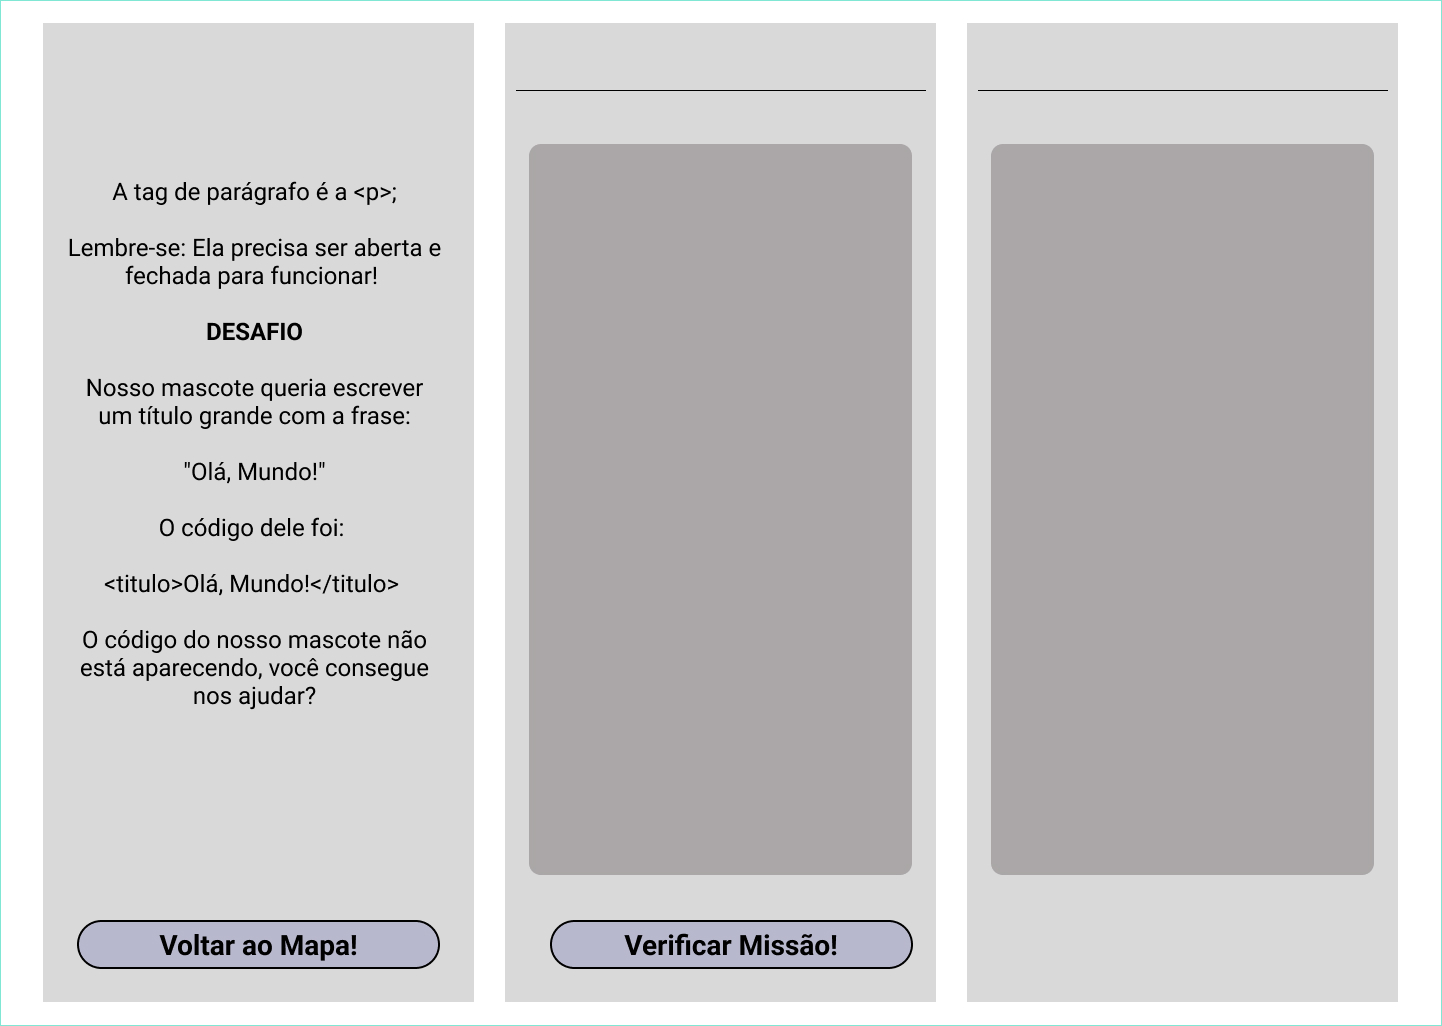 A tag de parágrafo é a <p>;
Lembre-se: Ela precisa ser aberta e
fechada para funcionar!
DESAFIO
Nosso mascote queria escrever
um título grande com a frase:
"Olá, Mundo!"
O código dele foi:
<titulo>Olá, Mundo!</titulo>
O código do nosso mascote não
está aparecendo, você consegue
nos ajudar?
Voltar ao Mapa!
Verificar Missão!